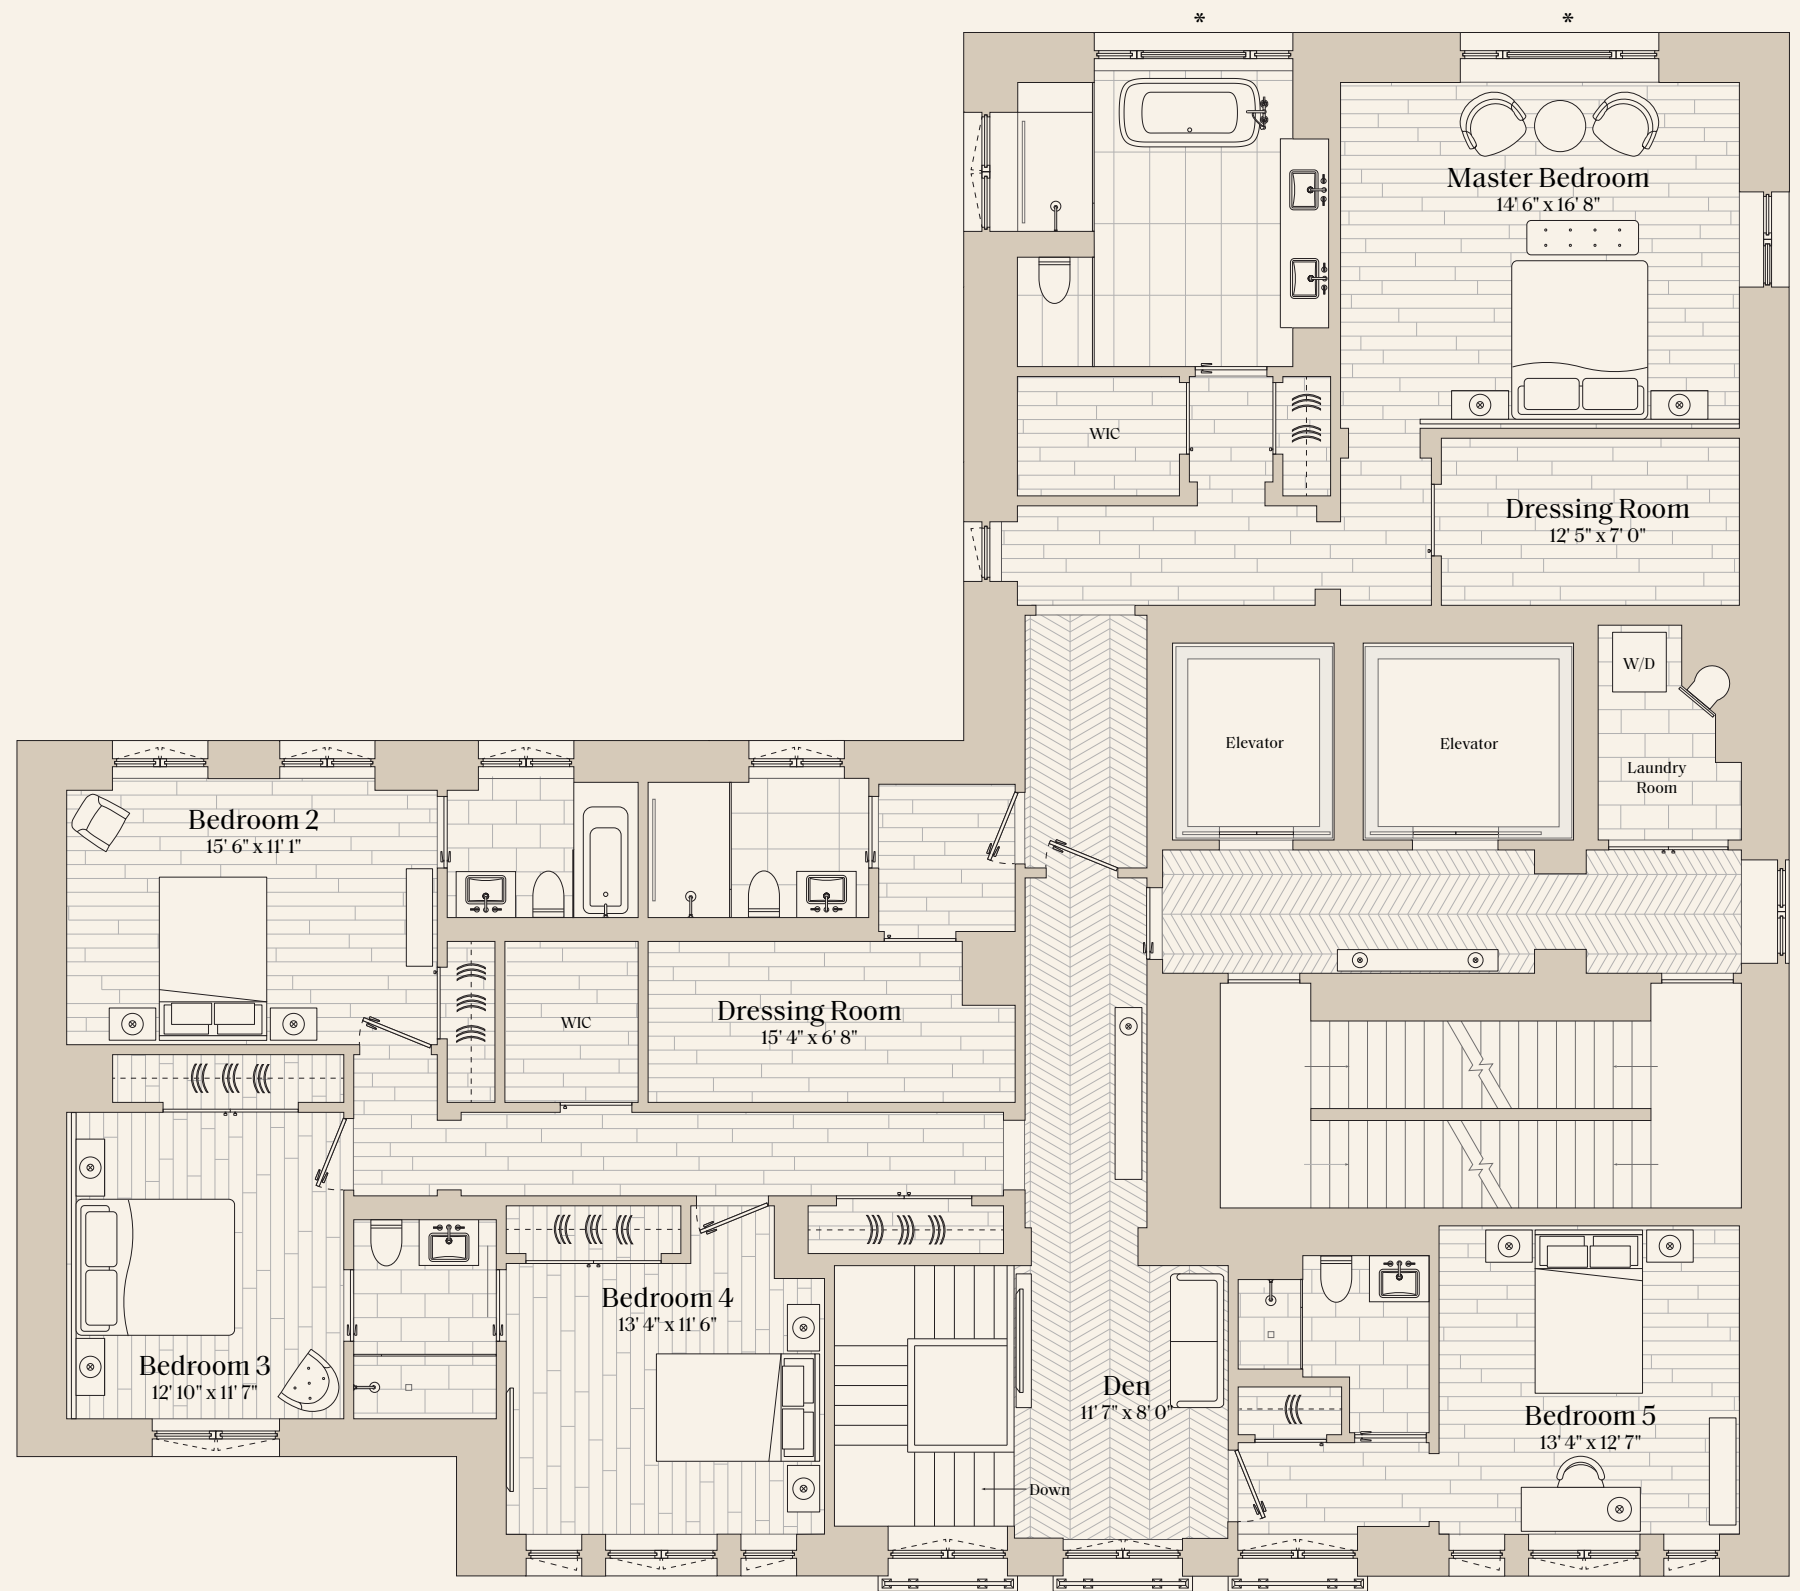 * *
Master Bedroom
14' 6" x 16' 8"
WIC
Dressing Room
12' 5" x 7' 0"
W/D
Elevator
Elevator
Laundry
Room
Bedroom 2
15' 6" x 11' 1"
WIC
Dressing Room
15' 4" x 6' 8"
Bedroom 3
12' 10" x 11' 7"
Bedroom 4
13' 4" x 11' 6"
Den
11' 7" x 8' 0"
Down
Bedroom 5
13' 4" x 12' 7"